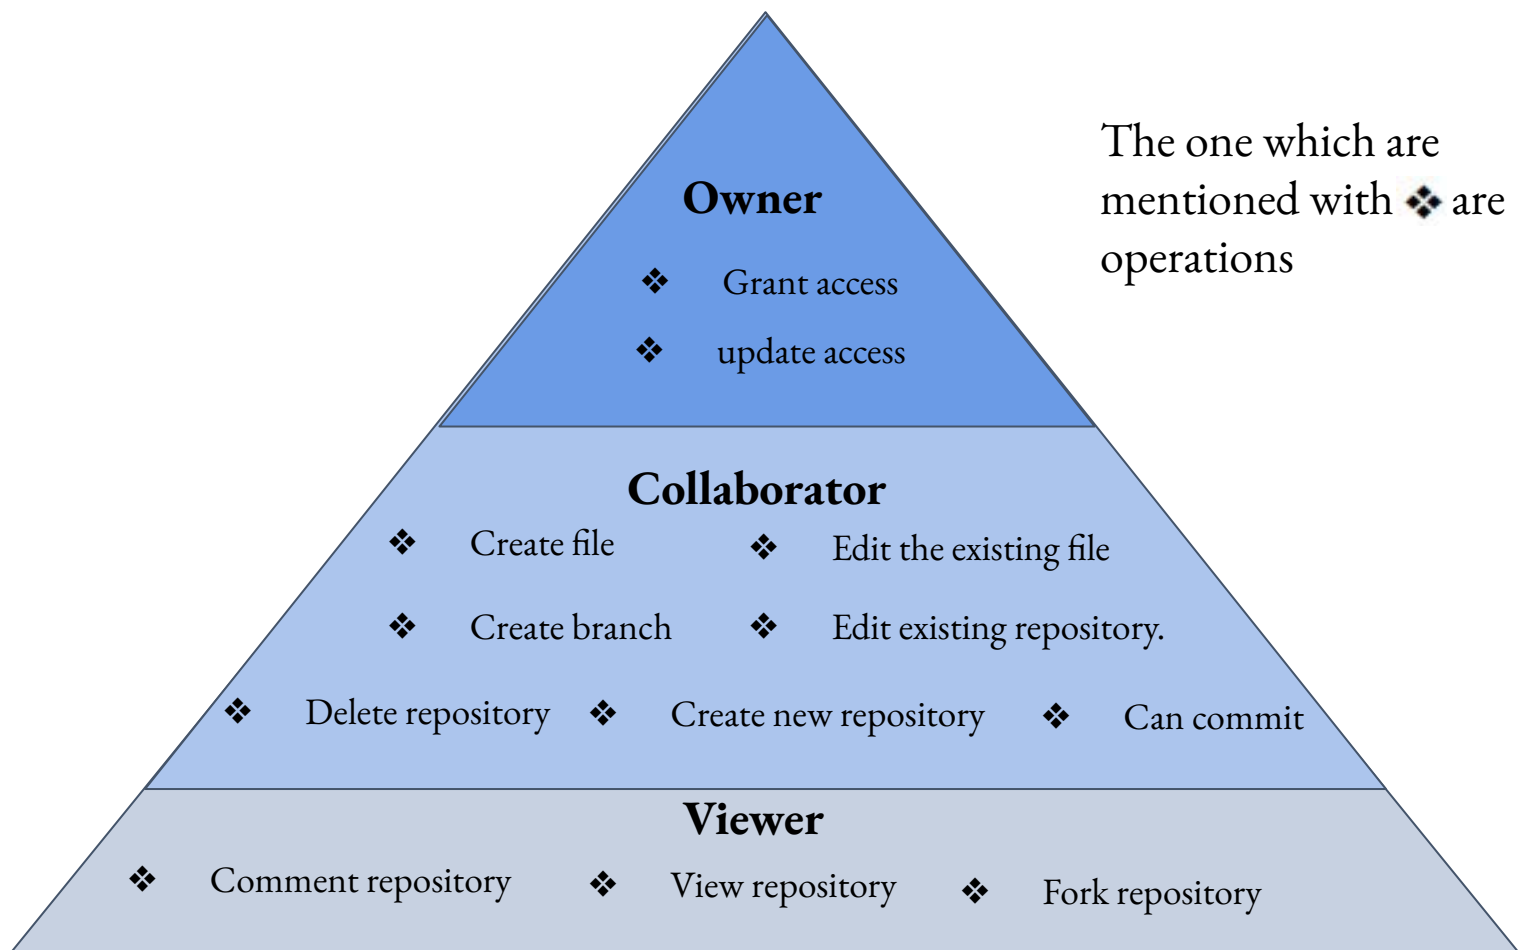 The one which are
mentioned with ❖ are
operations
Owner
❖ Grant access
❖ update access
Collaborator
❖ Create file ❖ Edit the existing file
❖ Create branch ❖ Edit existing repository.
❖ Delete repository ❖ Create new repository ❖ Can commit
Viewer
❖ Comment repository ❖ View repository ❖ Fork repository